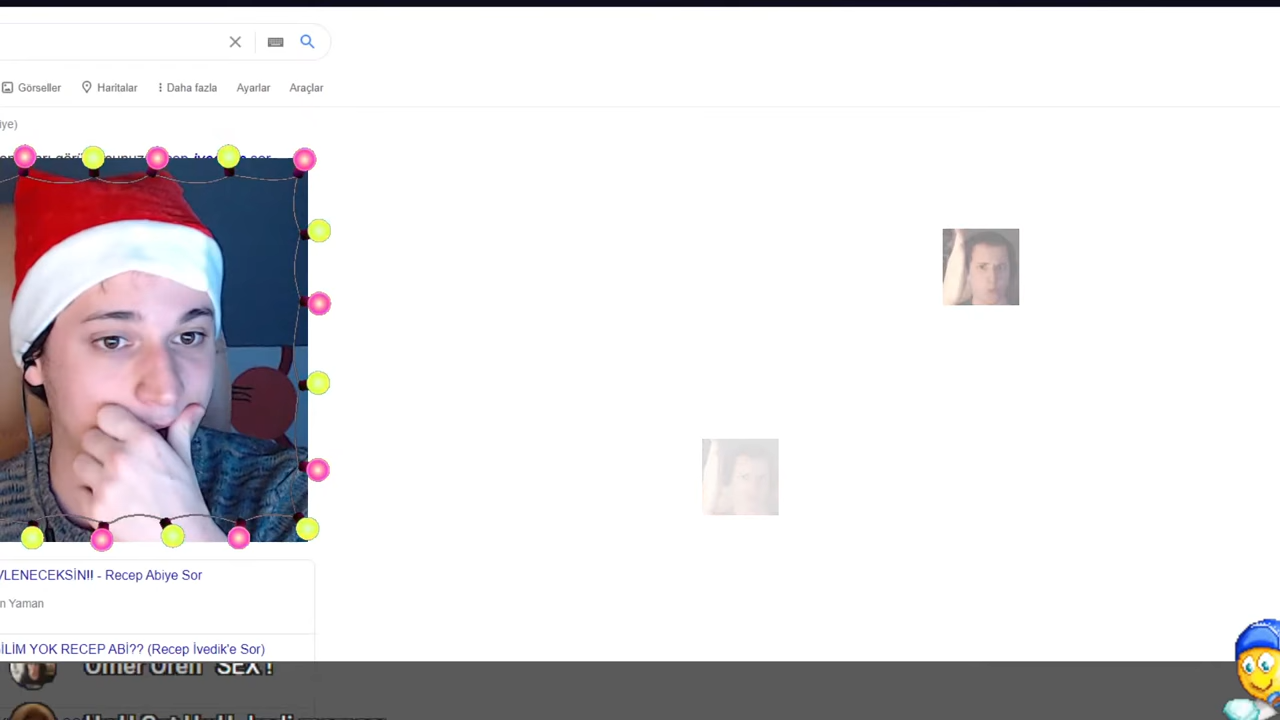 Görseller Haritalar Daha fazla Ayarlar Araçlar
iye)
VLENECEKSİN!! - Recep Abiye Sor
n Yaman
İLİM YOK RECEP ABİ?? (Recep İvedik'e Sor)
Ömer Ören SEX !